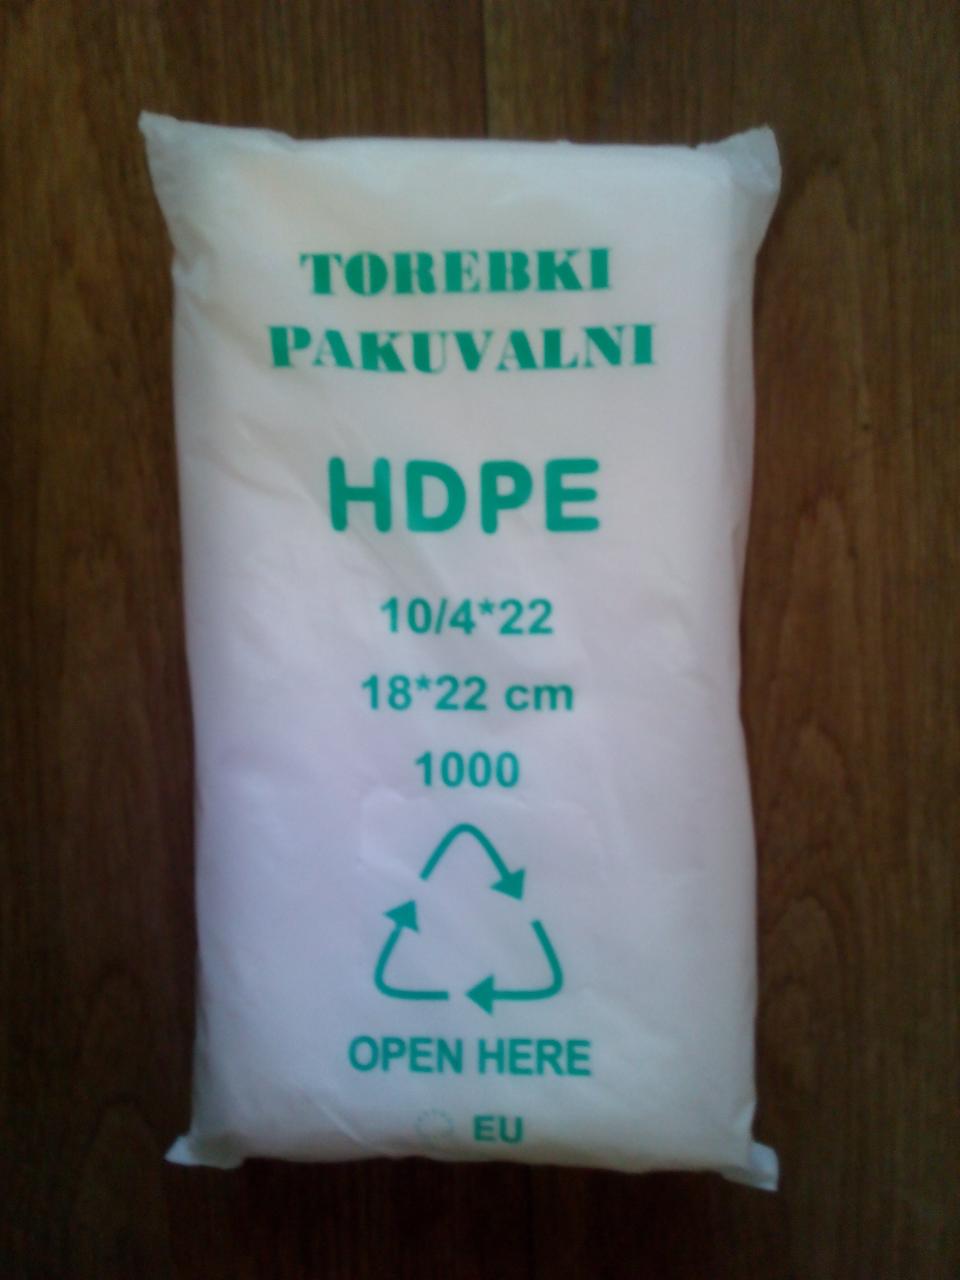 TOREBKI
PAKUVALNI
HDPE
10/4*22
18*22 cm
1000
OPEN HERE
EU